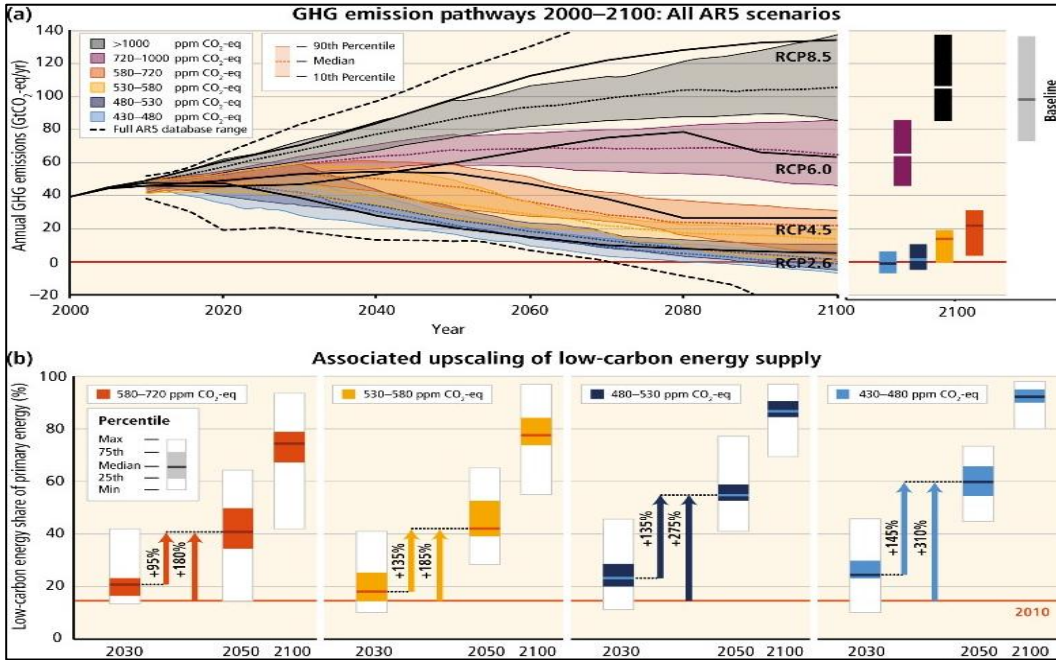 (a) GHG emission pathways 2000–2100: All AR5 scenarios
Annual GHG emissions (GtCO₂-eq/yr)
140
120
100
80
60
40
20
0
−20
>1000 ppm CO₂-eq
720–1000 ppm CO₂-eq
580–720 ppm CO₂-eq
530–580 ppm CO₂-eq
480–530 ppm CO₂-eq
430–480 ppm CO₂-eq
Full AR5 database range
90th Percentile
Median
10th Percentile
RCP8.5
RCP6.0
RCP4.5
RCP2.6
Baseline
2000 2020 2040 2060 2080 2100 2100
Year
(b) Associated upscaling of low-carbon energy supply
Low-carbon energy share of primary energy (%)
100
80
60
40
20
0
580–720 ppm CO₂-eq
Percentile
Max
75th
Median
25th
Min
+95%
+180%
530–580 ppm CO₂-eq
+135%
+185%
480–530 ppm CO₂-eq
+135%
+275%
430–480 ppm CO₂-eq
+145%
+310%
2010
2030 2050 2100 2030 2050 2100 2030 2050 2100 2030 2050 2100